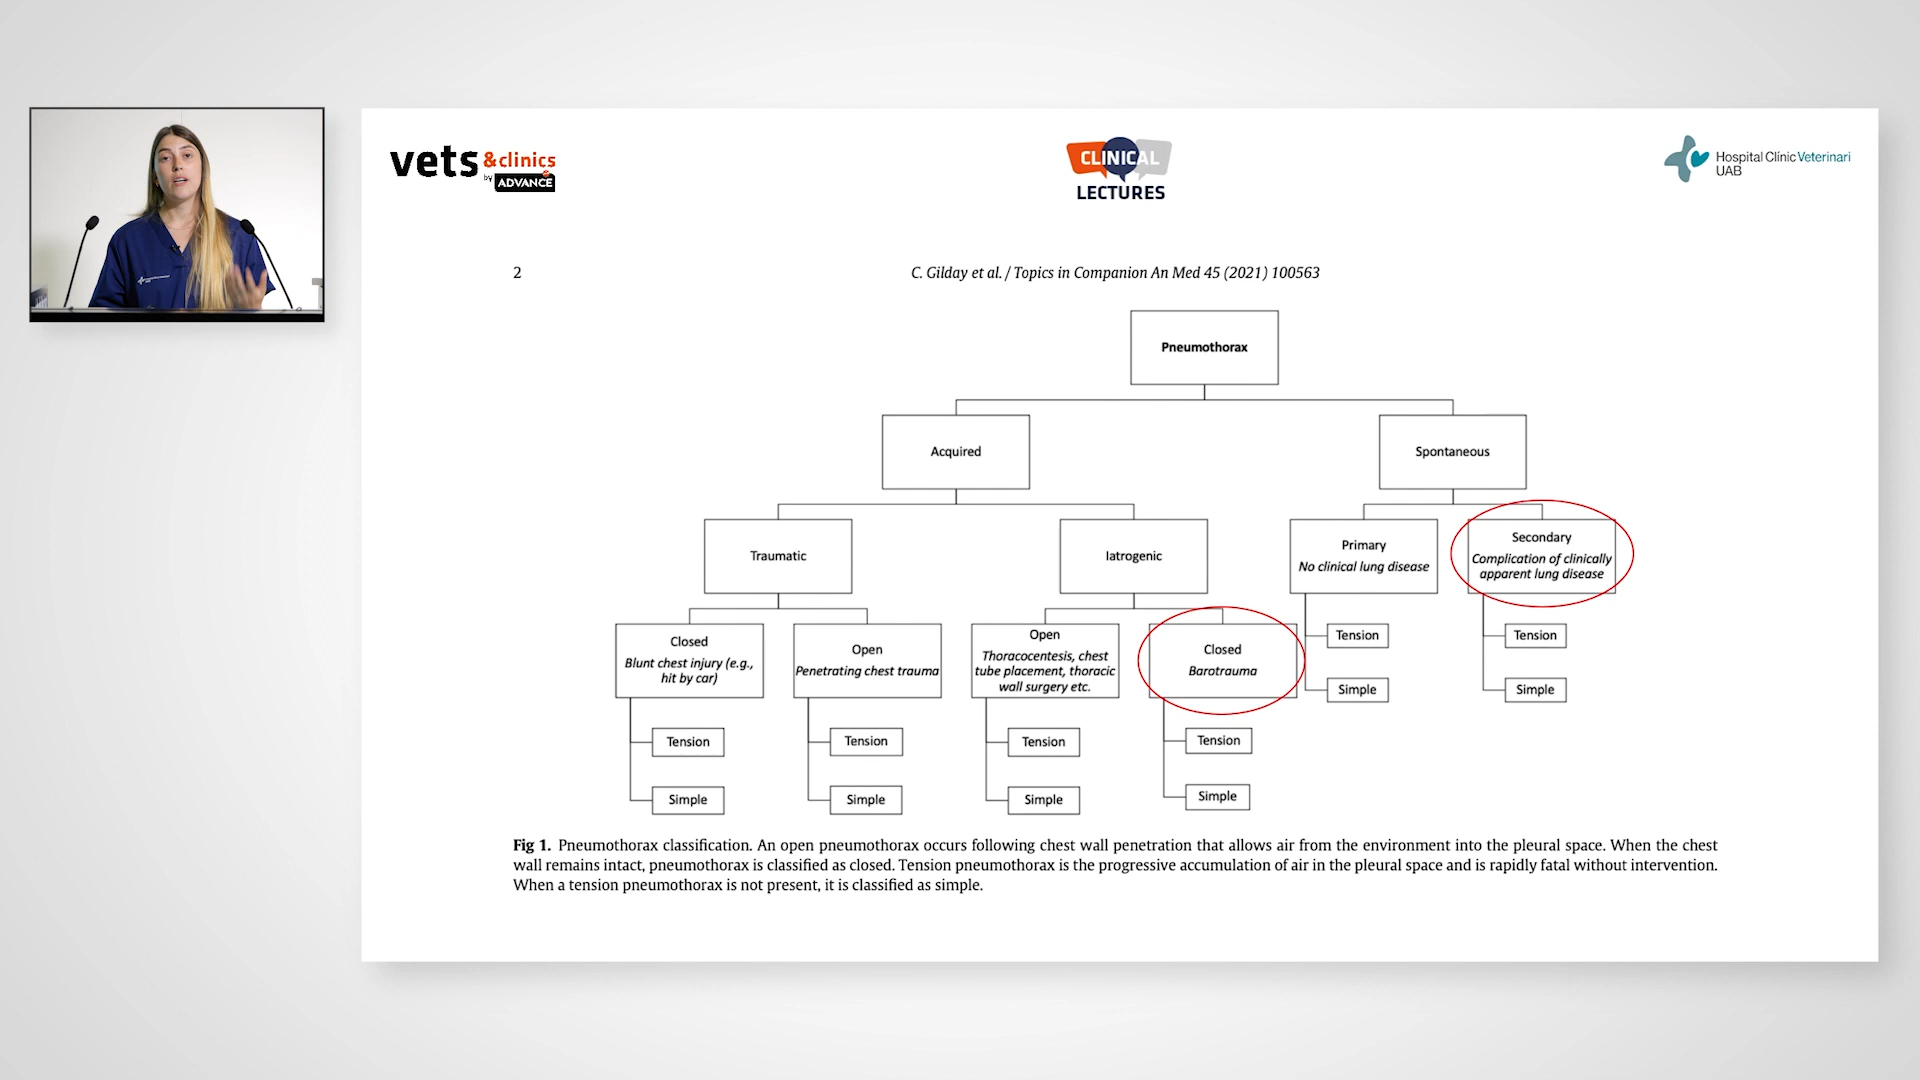 vets &clinics
by ADVANCE
CLINICAL
LECTURES
Hospital Clínic Veterinari
UAB
2
C. Gilday et al. / Topics in Companion An Med 45 (2021) 100563
Pneumothorax
Acquired
Spontaneous
Traumatic
Iatrogenic
Primary
No clinical lung disease
Secondary
Complication of clinically
apparent lung disease
Closed
Blunt chest injury (e.g.,
hit by car)
Open
Penetrating chest trauma
Open
Thoracocentesis, chest
tube placement, thoracic
wall surgery etc.
Closed
Barotrauma
Tension
Simple
Tension
Simple
Tension
Simple
Tension
Simple
Tension
Simple
Tension
Simple
Fig 1. Pneumothorax classification. An open pneumothorax occurs following chest wall penetration that allows air from the environment into the pleural space. When the chest
wall remains intact, pneumothorax is classified as closed. Tension pneumothorax is the progressive accumulation of air in the pleural space and is rapidly fatal without intervention.
When a tension pneumothorax is not present, it is classified as simple.